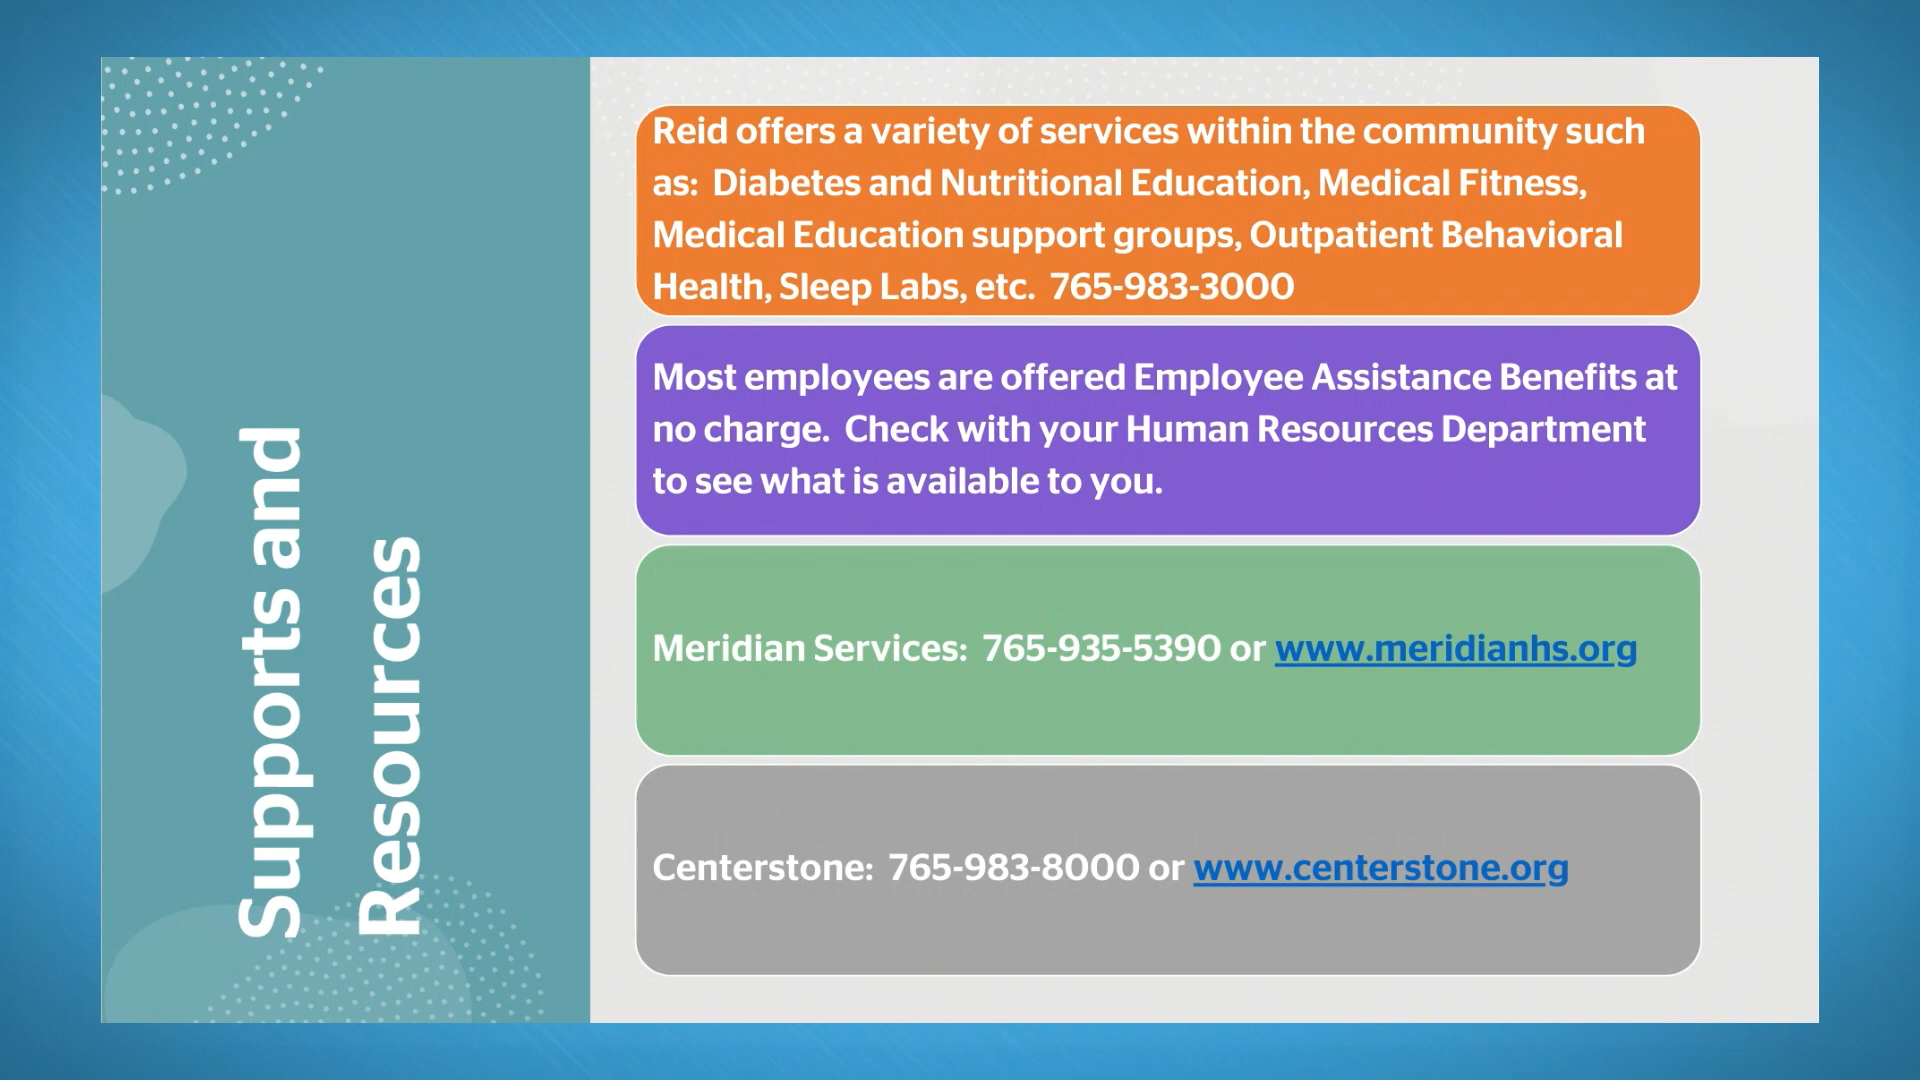 Supports and
Resources
Reid offers a variety of services within the community such
as:  Diabetes and Nutritional Education, Medical Fitness,
Medical Education support groups, Outpatient Behavioral
Health, Sleep Labs, etc.  765-983-3000
Most employees are offered Employee Assistance Benefits at
no charge.  Check with your Human Resources Department
to see what is available to you.
Meridian Services:  765-935-5390 or www.meridianhs.org
Centerstone:  765-983-8000 or www.centerstone.org